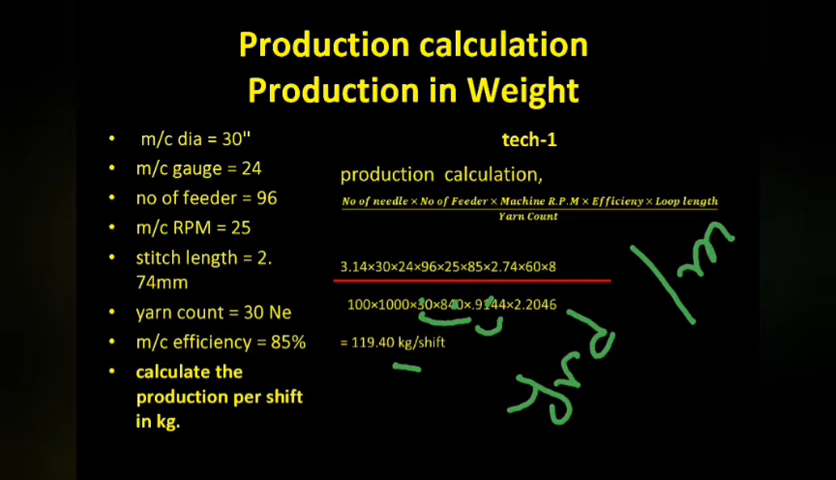 Production calculation
Production in Weight
• m/c dia = 30"
• m/c gauge = 24
• no of feeder = 96
• m/c RPM = 25
• stitch length = 2.
74mm
• yarn count = 30 Ne
• m/c efficiency = 85%
• calculate the
production per shift
in kg.
tech-1
production calculation,
No of needle × No of Feeder × Machine R.P.M × Efficieny × Loop length
Yarn Count
3.14×30×24×96×25×85×2.74×60×8
100×1000×30×840×.9144×2.2046
= 119.40 kg/shift
yrd
/m